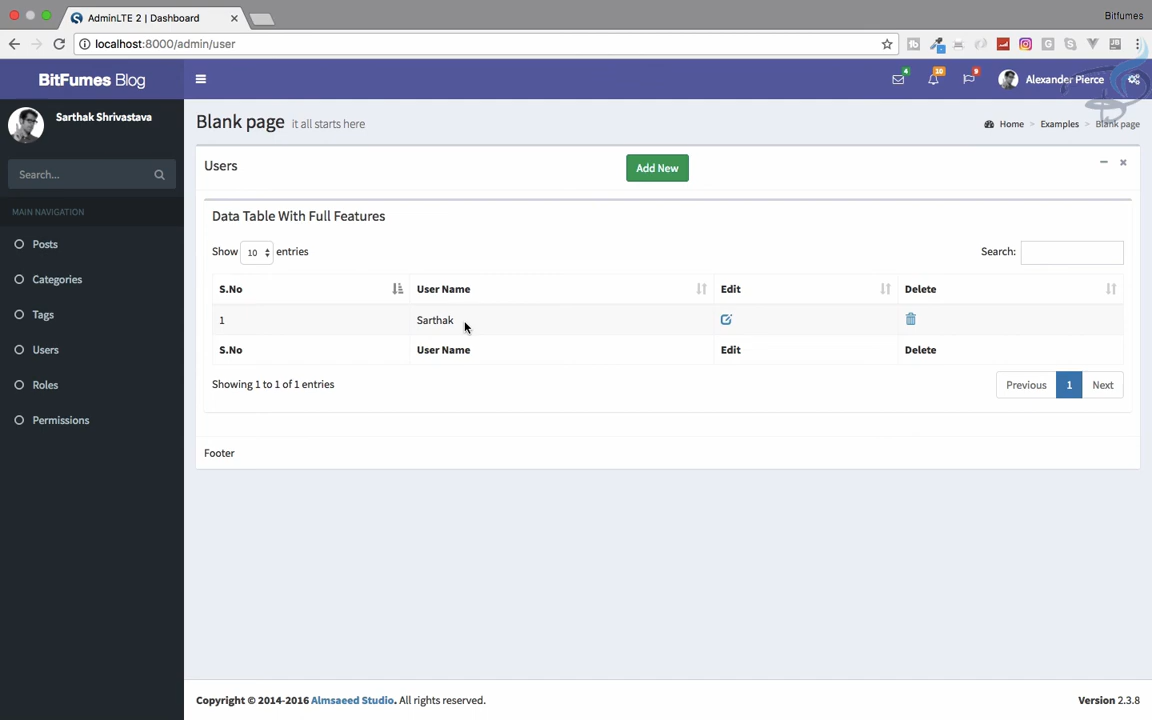 AdminLTE 2 | Dashboard
Bitfumes
localhost:8000/admin/user
BitFumes Blog
4
10
9
Alexander Pierce
Sarthak Shrivastava
Blank page it all starts here
Home > Examples > Blank page
Search...
Users
Add New
MAIN NAVIGATION
Data Table With Full Features
Posts
Show 10 entries
Search:
Categories
S.No User Name Edit Delete
Tags
1 Sarthak
Users
S.No User Name Edit Delete
Roles
Showing 1 to 1 of 1 entries
Previous 1 Next
Permissions
Footer
Copyright © 2014-2016 Almsaeed Studio. All rights reserved.
Version 2.3.8